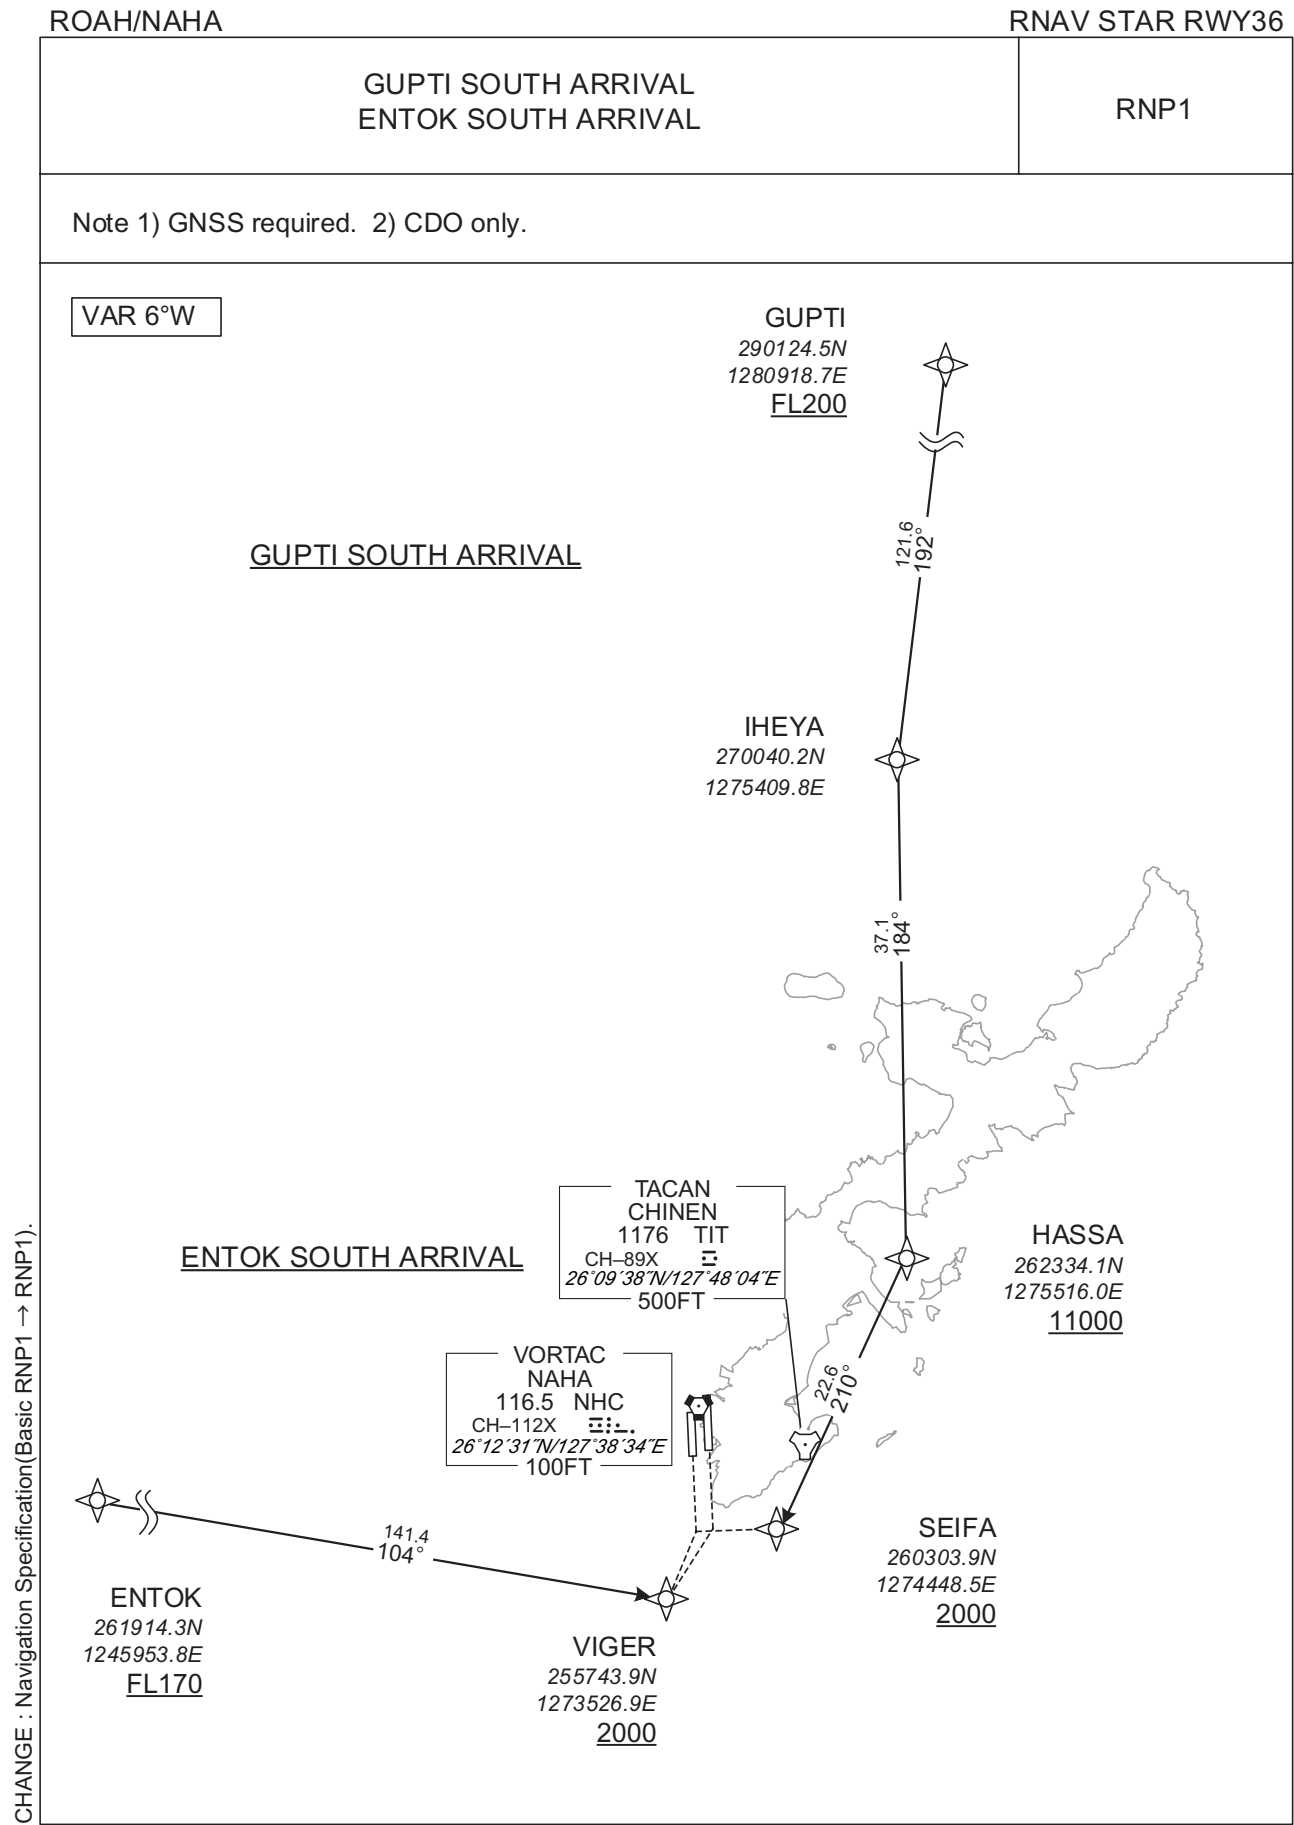 ROAH/NAHA
RNAV STAR RWY36
GUPTI SOUTH ARRIVAL
ENTOK SOUTH ARRIVAL
RNP1
Note 1) GNSS required.  2) CDO only.
VAR 6°W
GUPTI
290124.5N
1280918.7E
FL200
121.6
192°
GUPTI SOUTH ARRIVAL
IHEYA
270040.2N
1275409.8E
37.1
184°
TACAN
CHINEN
1176 TIT
CH–89X
26°09´38˝N/127°48´04˝E
500FT
HASSA
262334.1N
1275516.0E
11000
ENTOK SOUTH ARRIVAL
VORTAC
NAHA
116.5 NHC
CH–112X
26°12´31˝N/127°38´34˝E
100FT
22.6
210°
141.4
104°
SEIFA
260303.9N
1274448.5E
2000
ENTOK
261914.3N
1245953.8E
FL170
VIGER
255743.9N
1273526.9E
2000
CHANGE : Navigation Specification(Basic RNP1 → RNP1).